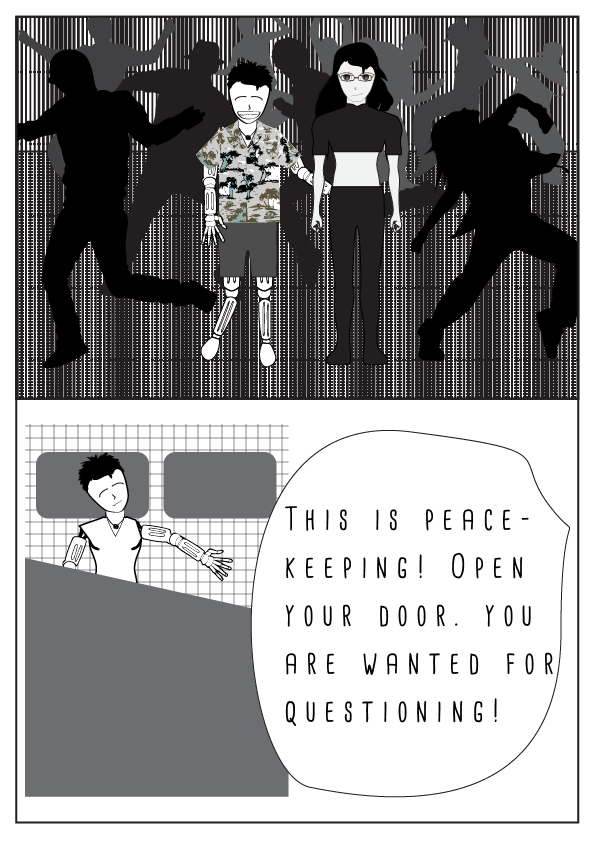 This is peace-
keeping! Open
your door. you
are wanted for
questioning!